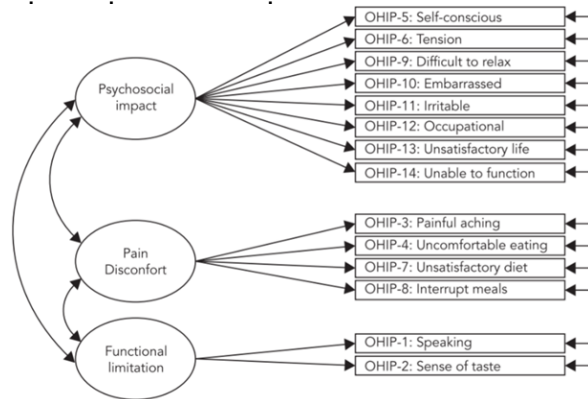 OHIP-5: Self-conscious
OHIP-6: Tension
OHIP-9: Difficult to relax
OHIP-10: Embarrassed
OHIP-11: Irritable
OHIP-12: Occupational
OHIP-13: Unsatisfactory life
OHIP-14: Unable to function
Psychosocial
impact
OHIP-3: Painful aching
OHIP-4: Uncomfortable eating
OHIP-7: Unsatisfactory diet
OHIP-8: Interrupt meals
Pain
Disconfort
OHIP-1: Speaking
OHIP-2: Sense of taste
Functional
limitation